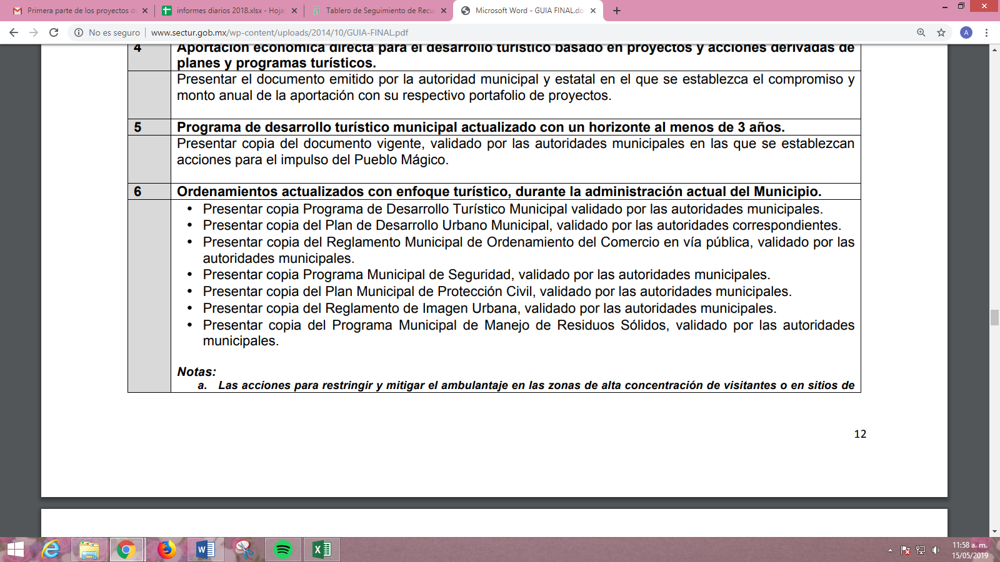 Primera parte de los proyectos d
informes diarios 2018.xlsx - Hoja
Tablero de Seguimiento de Recu
Microsoft Word - GUIA FINAL.do
No es seguro
www.sectur.gob.mx/wp-content/uploads/2014/10/GUIA-FINAL.pdf
A
4 Aportación económica directa para el desarrollo turístico basado en proyectos y acciones derivadas de
planes y programas turísticos.
Presentar el documento emitido por la autoridad municipal y estatal en el que se establezca el compromiso y
monto anual de la aportación con su respectivo portafolio de proyectos.
5 Programa de desarrollo turístico municipal actualizado con un horizonte al menos de 3 años.
Presentar copia del documento vigente, validado por las autoridades municipales en las que se establezcan
acciones para el impulso del Pueblo Mágico.
6 Ordenamientos actualizados con enfoque turístico, durante la administración actual del Municipio.
• Presentar copia Programa de Desarrollo Turístico Municipal validado por las autoridades municipales.
• Presentar copia del Plan de Desarrollo Urbano Municipal, validado por las autoridades correspondientes.
• Presentar copia del Reglamento Municipal de Ordenamiento del Comercio en vía pública, validado por las
autoridades municipales.
• Presentar copia Programa Municipal de Seguridad, validado por las autoridades municipales.
• Presentar copia del Plan Municipal de Protección Civil, validado por las autoridades municipales.
• Presentar copia del Reglamento de Imagen Urbana, validado por las autoridades municipales.
• Presentar copia del Programa Municipal de Manejo de Residuos Sólidos, validado por las autoridades
municipales.
Notas:
a. Las acciones para restringir y mitigar el ambulantaje en las zonas de alta concentración de visitantes o en sitios de
12
11:58 a. m.
15/05/2019